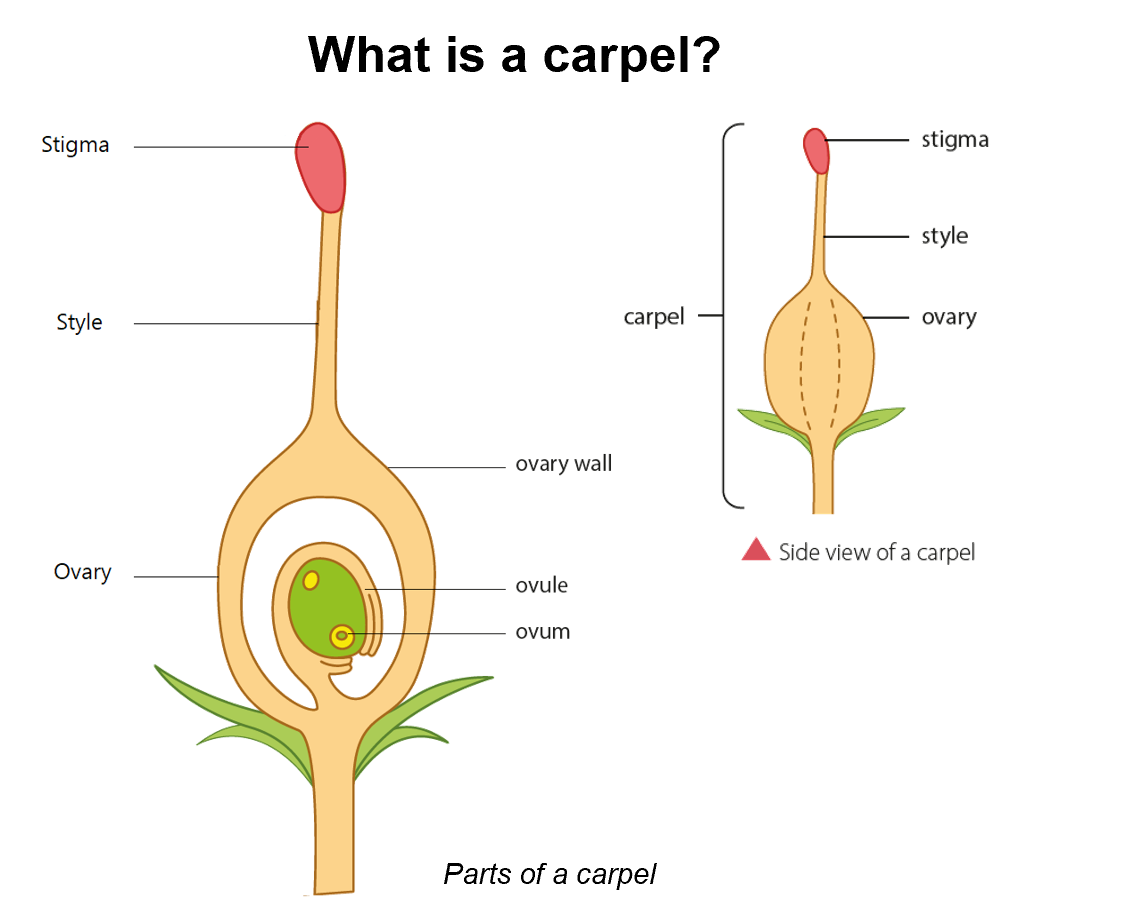 What is a carpel?
Stigma
Style
Ovary
ovary wall
ovule
ovum
carpel
stigma
style
ovary
Side view of a carpel
Parts of a carpel